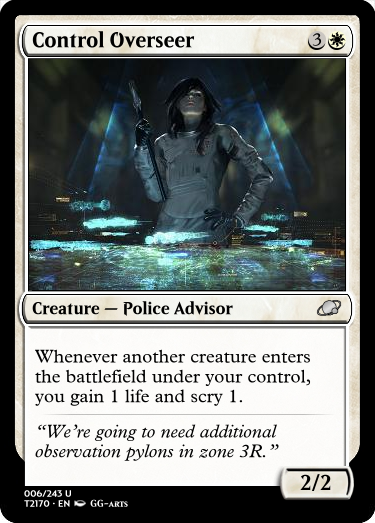 Control Overseer 3
Creature — Police Advisor
Whenever another creature enters
the battlefield under your control,
you gain 1 life and scry 1.
“We’re going to need additional
observation pylons in zone 3R.”
2/2
006/243 U
T2170 • EN GG-ARTS